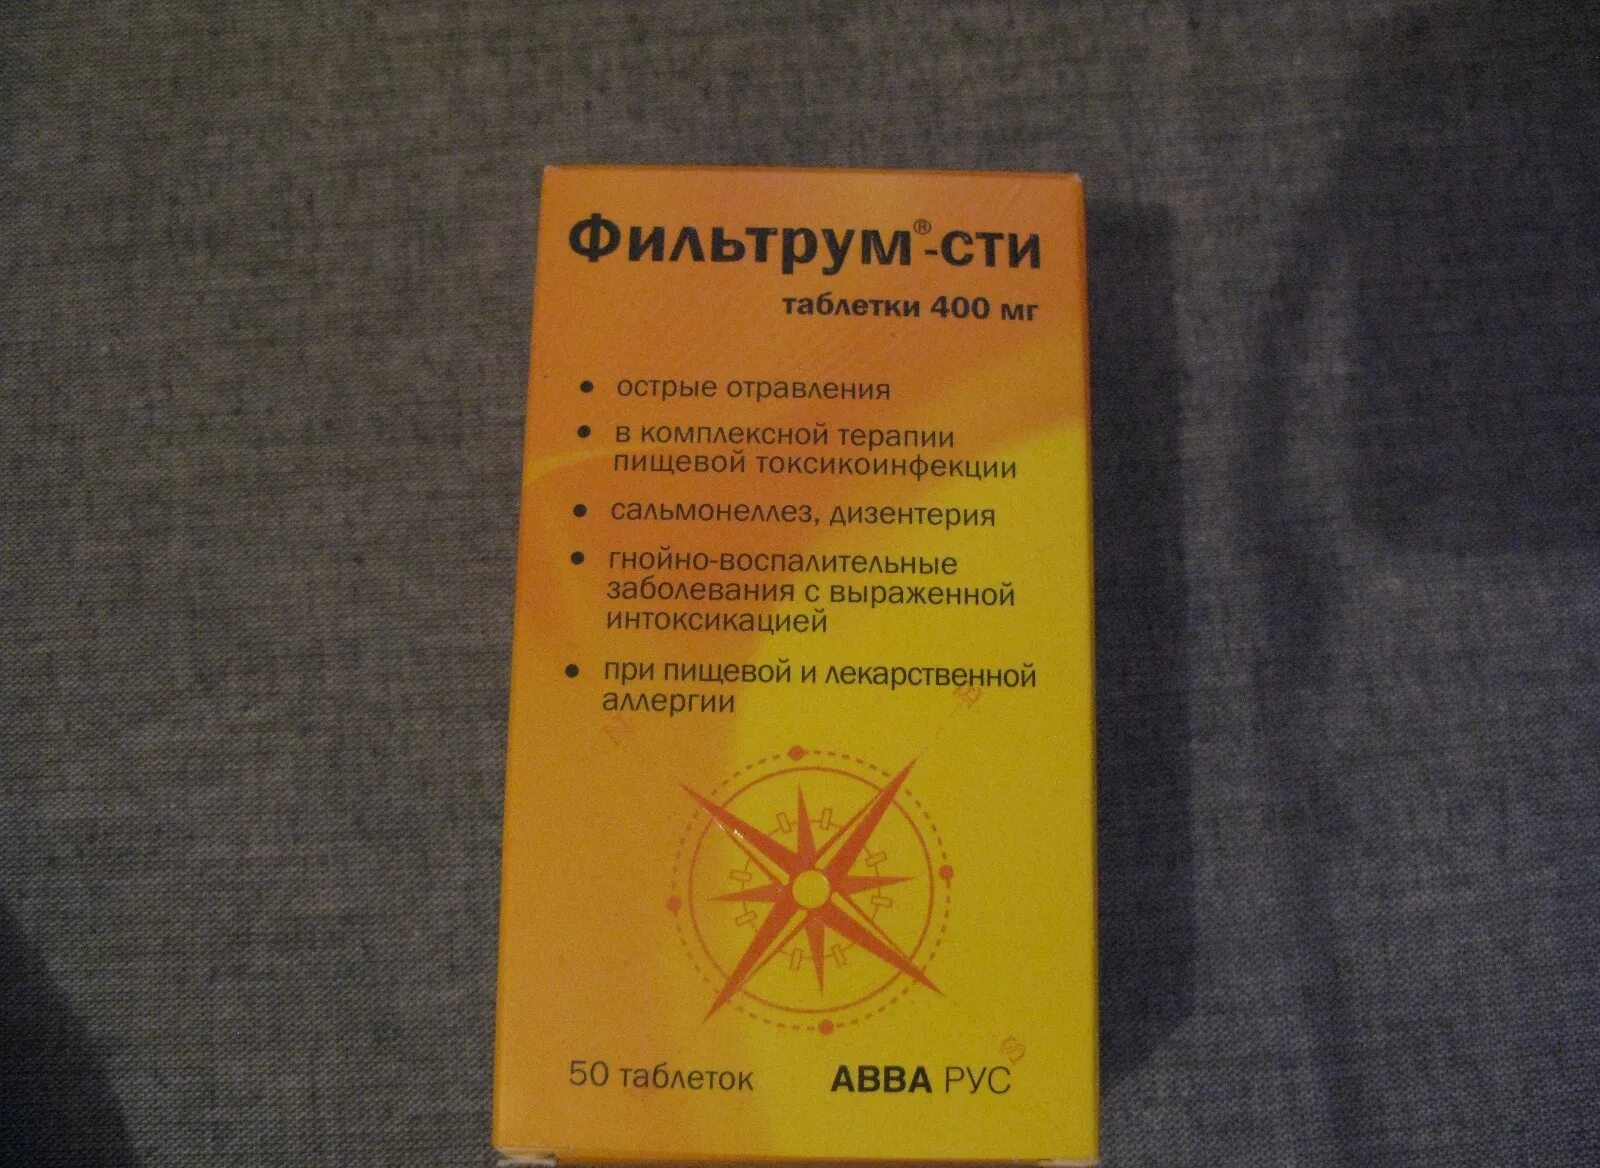 Фильтрум®-сти
таблетки 400 мг
• острые отравления
• в комплексной терапии
пищевой токсикоинфекции
• сальмонеллез, дизентерия
• гнойно-воспалительные
заболевания с выраженной
интоксикацией
• при пищевой и лекарственной
аллергии
N
E
S
50 таблеток
АВВА РУС